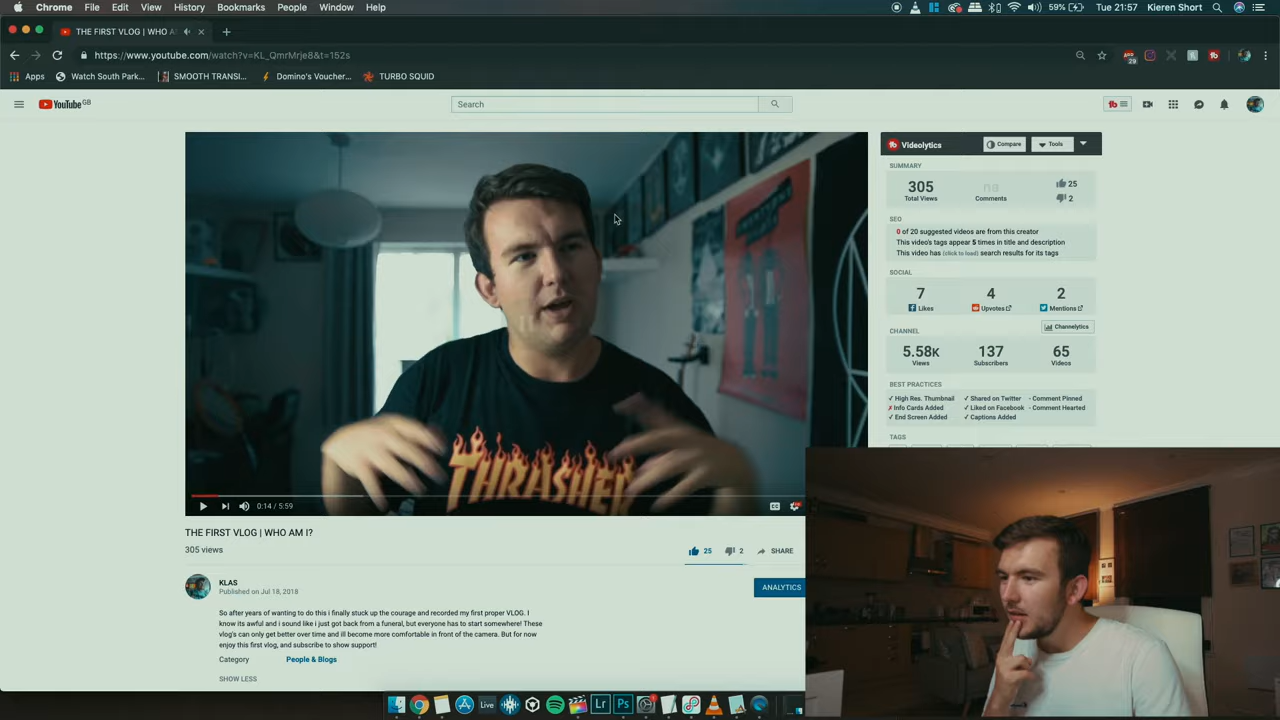 Chrome File Edit View History Bookmarks People Window Help
59% Tue 21:57 Kieren Short
THE FIRST VLOG | WHO A
https://www.youtube.com/watch?v=KL_QmrMrje8&t=152s
29
Apps Watch South Park... SMOOTH TRANSI... Domino's Voucher... TURBO SQUID
YouTube GB
Search
Videolytics Compare Tools
SUMMARY
305 na 25
Total Views Comments 2
SEO
0 of 20 suggested videos are from this creator
This video's tags appear 5 times in title and description
This video has (click to load) search results for its tags
SOCIAL
7 4 2
Likes Upvotes Mentions
CHANNEL Channelytics
5.58K 137 65
Views Subscribers Videos
BEST PRACTICES
✓ High Res. Thumbnail ✓ Shared on Twitter - Comment Pinned
✗ Info Cards Added ✓ Liked on Facebook - Comment Hearted
✓ End Screen Added ✓ Captions Added
TAGS
THRASHER
0:14 / 5:59
CC
THE FIRST VLOG | WHO AM I?
305 views
25 2 SHARE
KLAS
Published on Jul 18, 2018
ANALYTICS
So after years of wanting to do this i finally stuck up the courage and recorded my first proper VLOG. I
know its awful and i sound like i just got back from a funeral, but everyone has to start somewhere! These
vlog's can only get better over time and ill become more comfortable in front of the camera. But for now
enjoy this first vlog, and subscribe to show support!
Category People & Blogs
SHOW LESS
Live Lr Ps